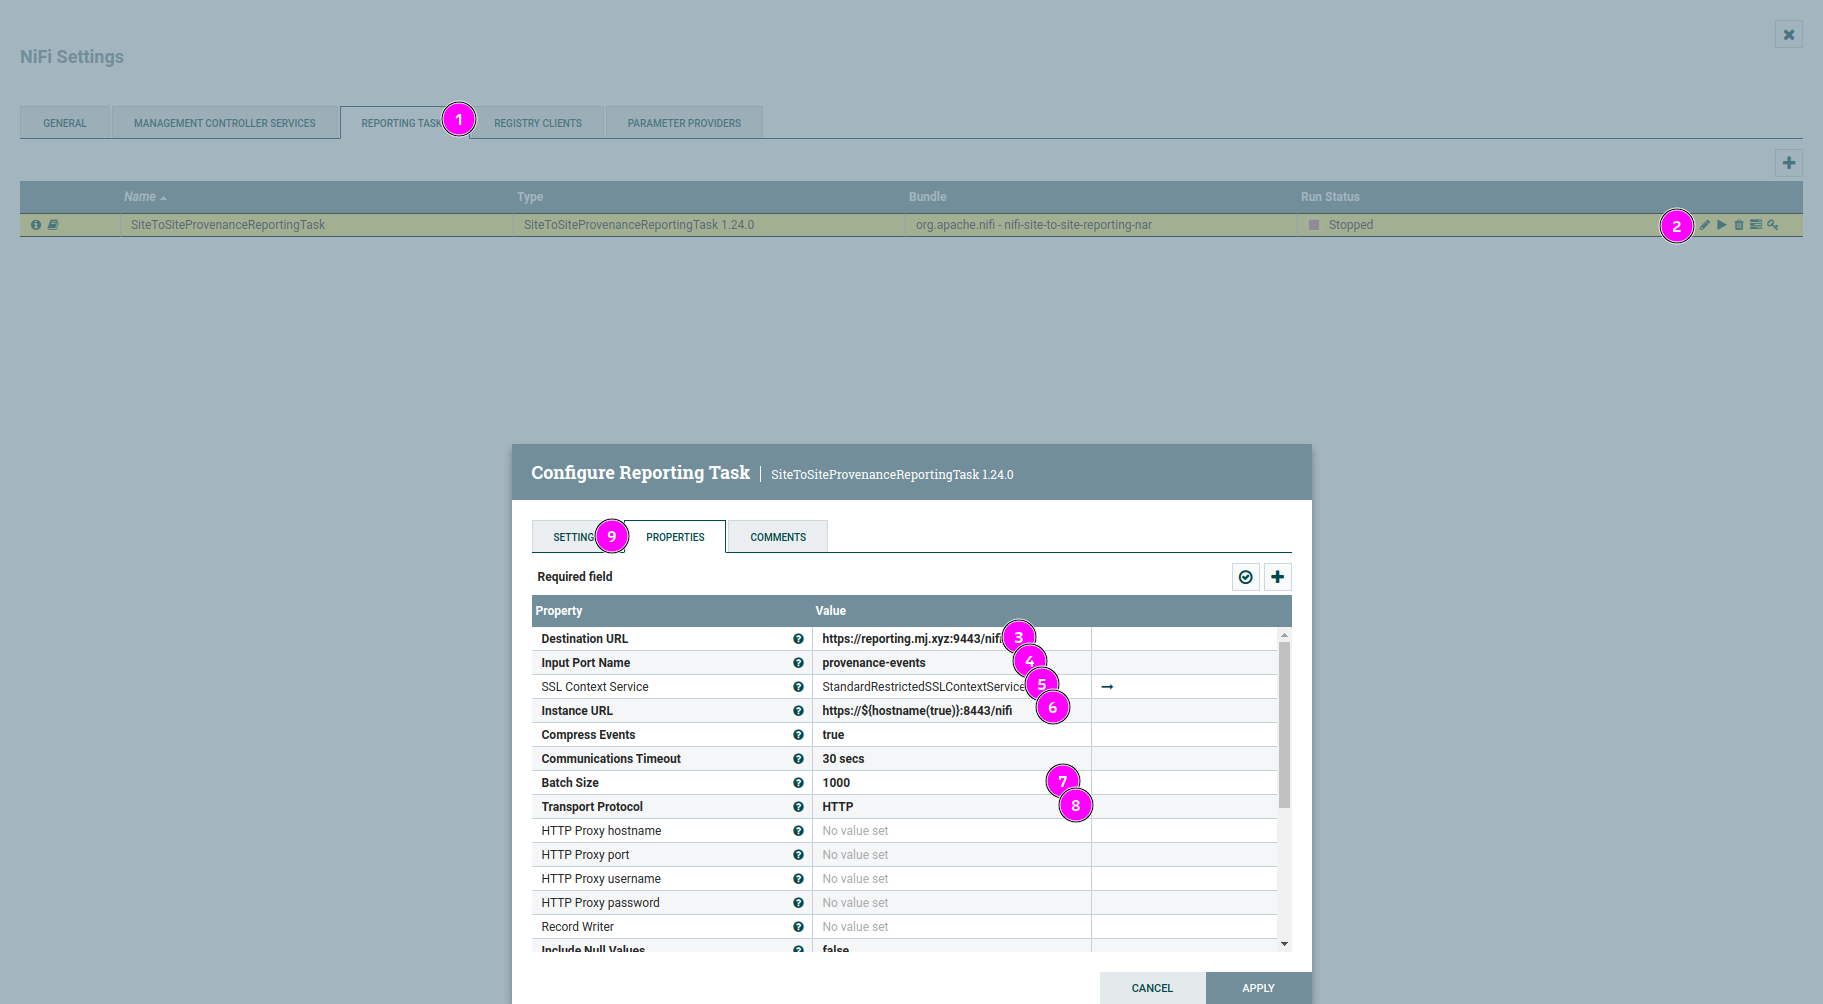 NiFi Settings
GENERAL MANAGEMENT CONTROLLER SERVICES REPORTING TASK 1 REGISTRY CLIENTS PARAMETER PROVIDERS
Name Type Bundle Run Status
SiteToSiteProvenanceReportingTask SiteToSiteProvenanceReportingTask 1.24.0 org.apache.nifi - nifi-site-to-site-reporting-nar Stopped 2
Configure Reporting Task | SiteToSiteProvenanceReportingTask 1.24.0
SETTING 9 PROPERTIES COMMENTS
Required field
Property Value
Destination URL https://reporting.mj.xyz:9443/nifi 3
Input Port Name provenance-events 4
SSL Context Service StandardRestrictedSSLContextService 5
Instance URL https://${hostname(true)}:8443/nifi 6
Compress Events true
Communications Timeout 30 secs
Batch Size 1000 7
Transport Protocol HTTP 8
HTTP Proxy hostname No value set
HTTP Proxy port No value set
HTTP Proxy username No value set
HTTP Proxy password No value set
Record Writer No value set
Include Null Values false
CANCEL APPLY